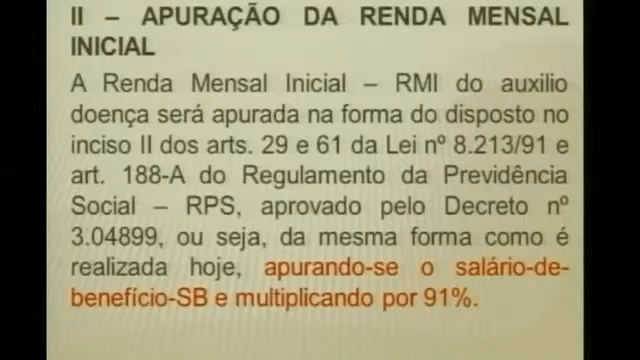 II – APURAÇÃO DA RENDA MENSAL
INICIAL
A Renda Mensal Inicial – RMI do auxilio
doença será apurada na forma do disposto no
inciso II dos arts. 29 e 61 da Lei nº 8.213/91 e
art. 188-A do Regulamento da Previdência
Social – RPS, aprovado pelo Decreto nº
3.04899, ou seja, da mesma forma como é
realizada hoje, apurando-se o salário-de-
benefício-SB e multiplicando por 91%.